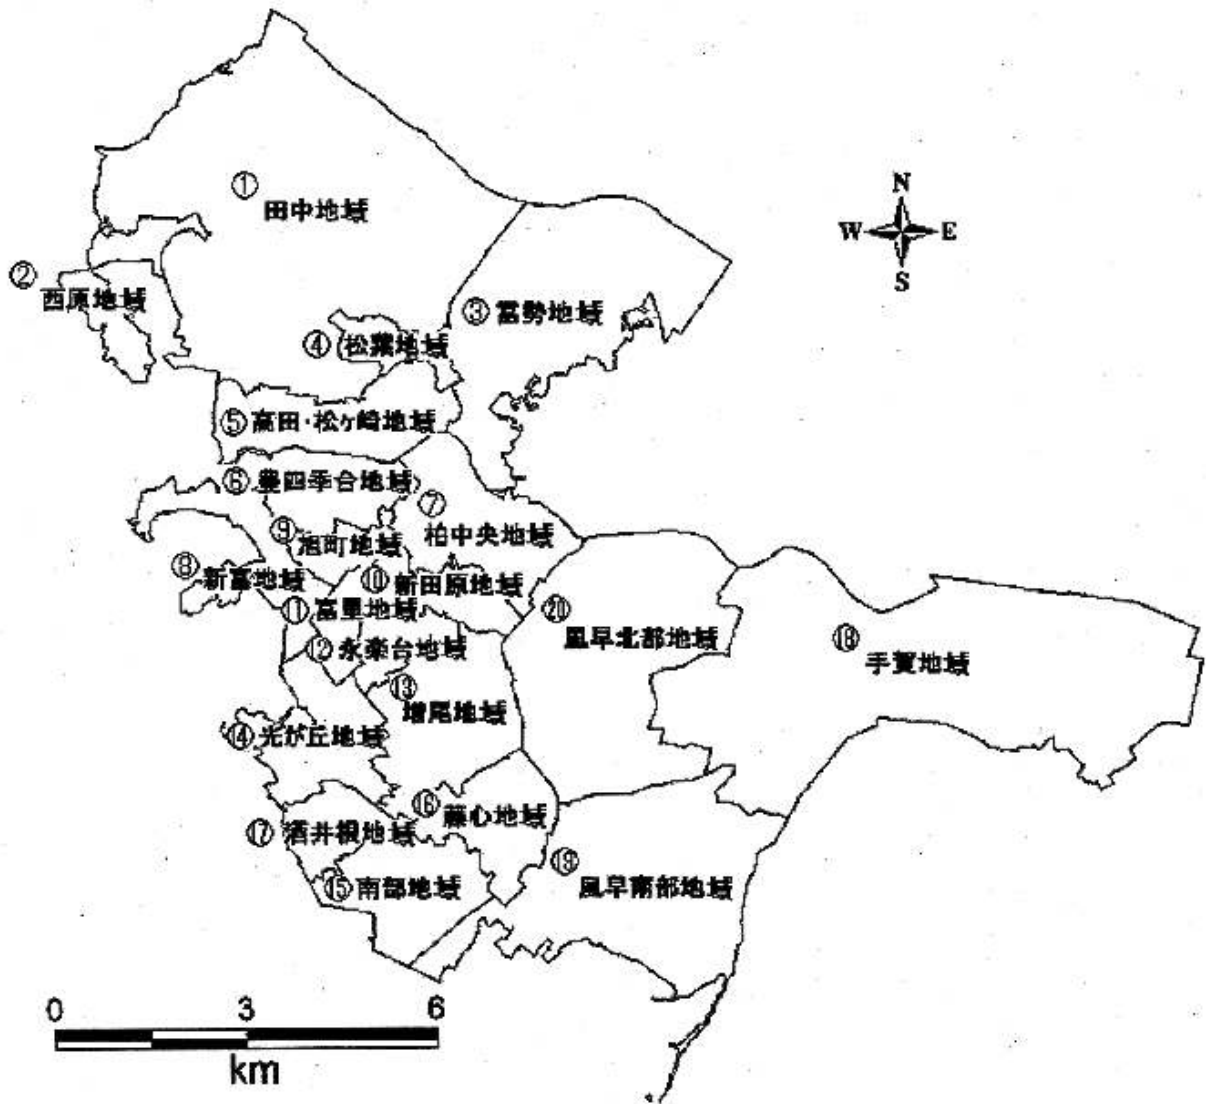 ① 田中地域
N
W E
S
② 西原地域
③ 富勢地域
④ 松葉地域
⑤ 高田・松ヶ崎地域
⑥ 豊四季台地域
⑦ 柏中央地域
⑨ 旭町地域
⑧ 新富地域
⑩ 新田原地域
⑪ 富里地域
⑳ 風早北部地域
⑱ 手賀地域
⑫ 永楽台地域
⑬ 増尾地域
⑭ 光が丘地域
⑯ 藤心地域
⑰ 酒井根地域
⑲ 風早南部地域
⑮ 南部地域
0 3 6
km